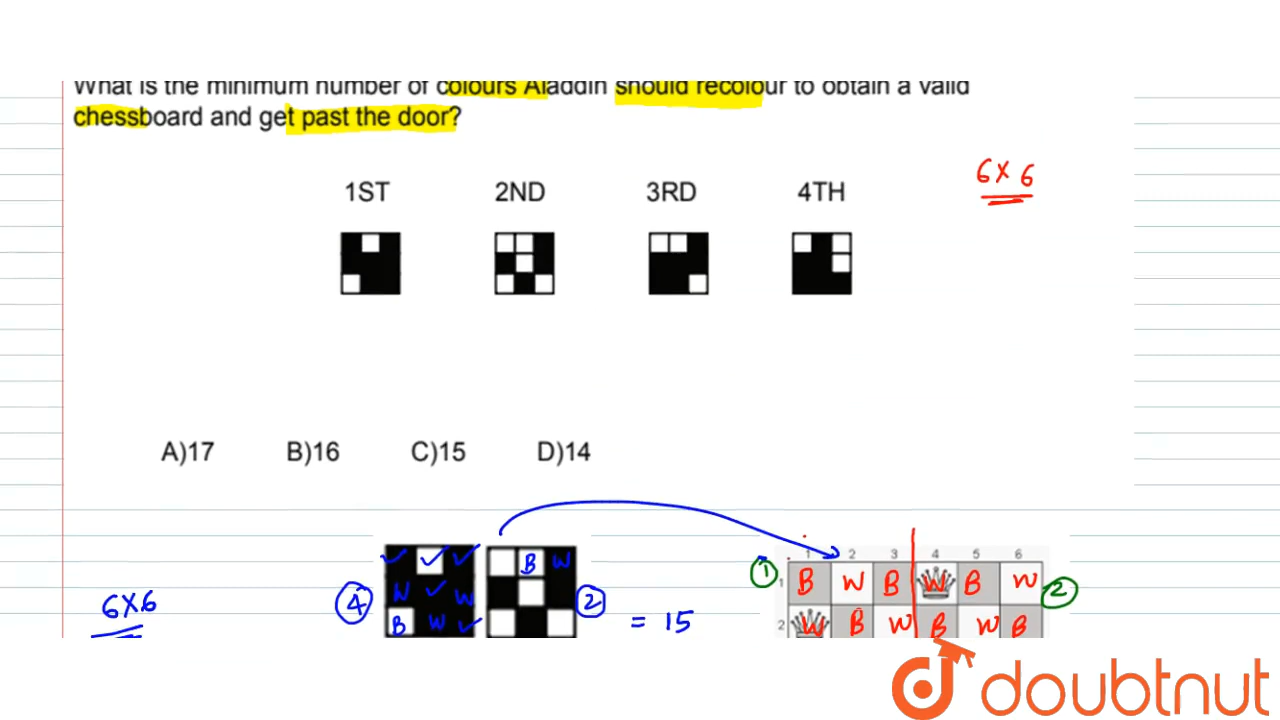 What is the minimum number of colours Aladdin should recolour to obtain a valid
chessboard and get past the door?
6 x 6
1ST 2ND 3RD 4TH
A)17 B)16 C)15 D)14
B W
N W
B W
4
2
= 15
6x6
1 2 3 4 5 6
1
1 B W B W B W
2
2 W B W B W B
doubtnut